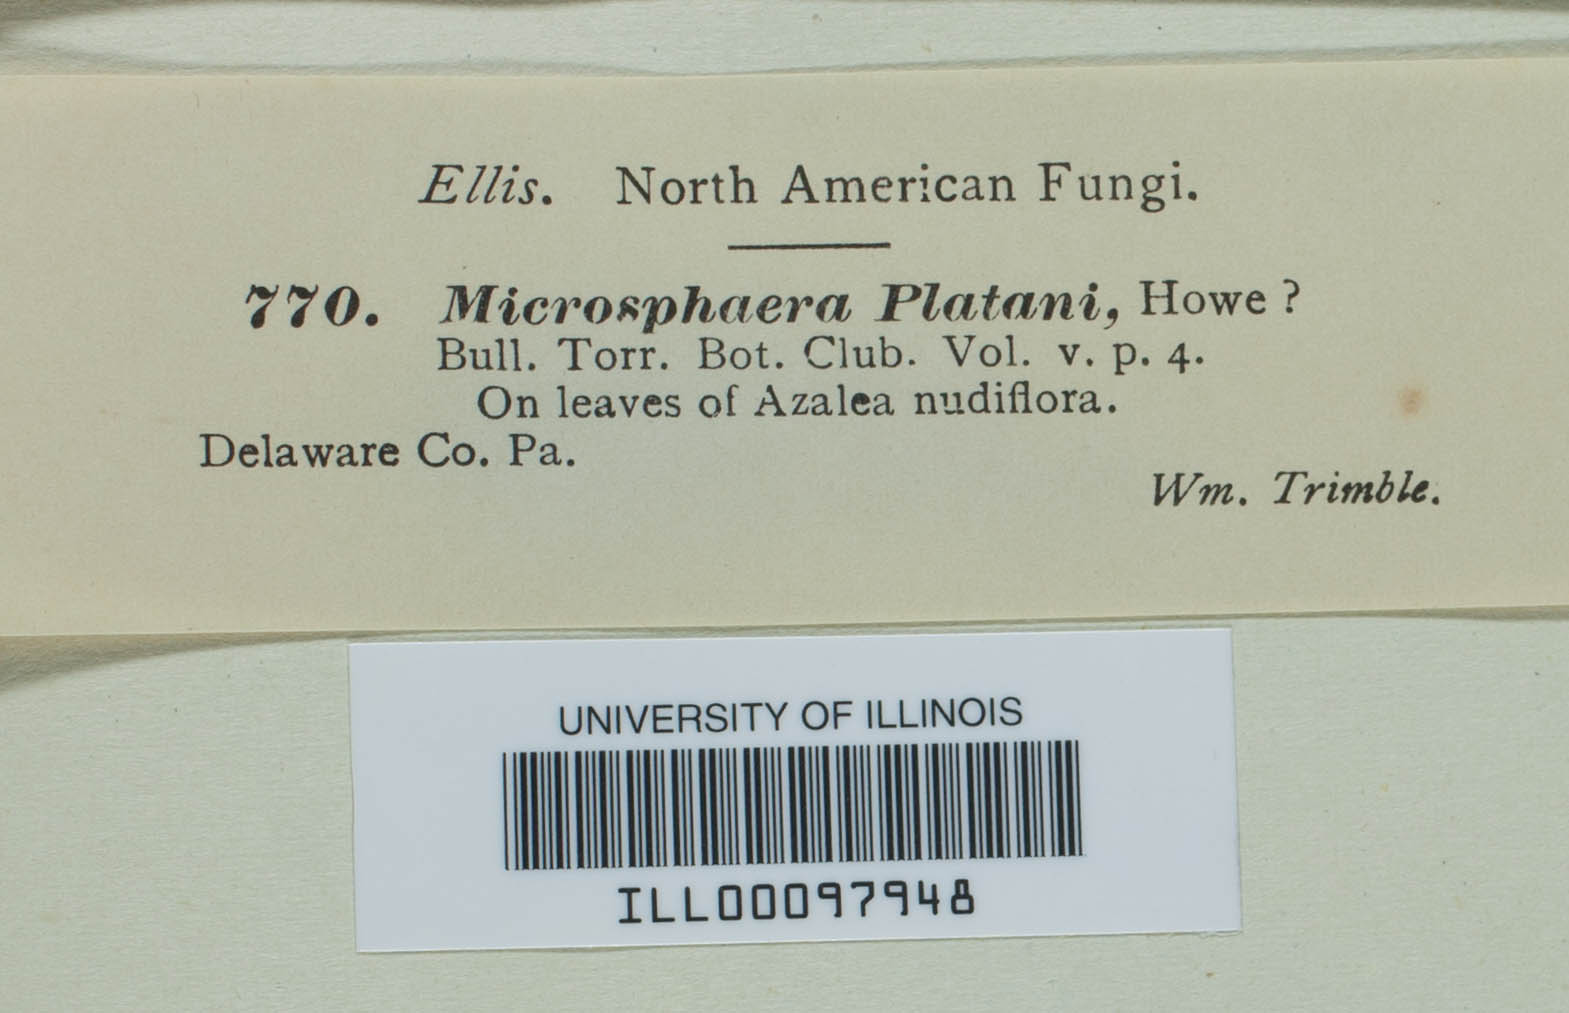 Ellis. North American Fungi.
770. Microsphaera Platani, Howe ?
Bull. Torr. Bot. Club. Vol. v. p. 4.
On leaves of Azalea nudiflora.
Delaware Co. Pa.
Wm. Trimble.
UNIVERSITY OF ILLINOIS
ILL00097948